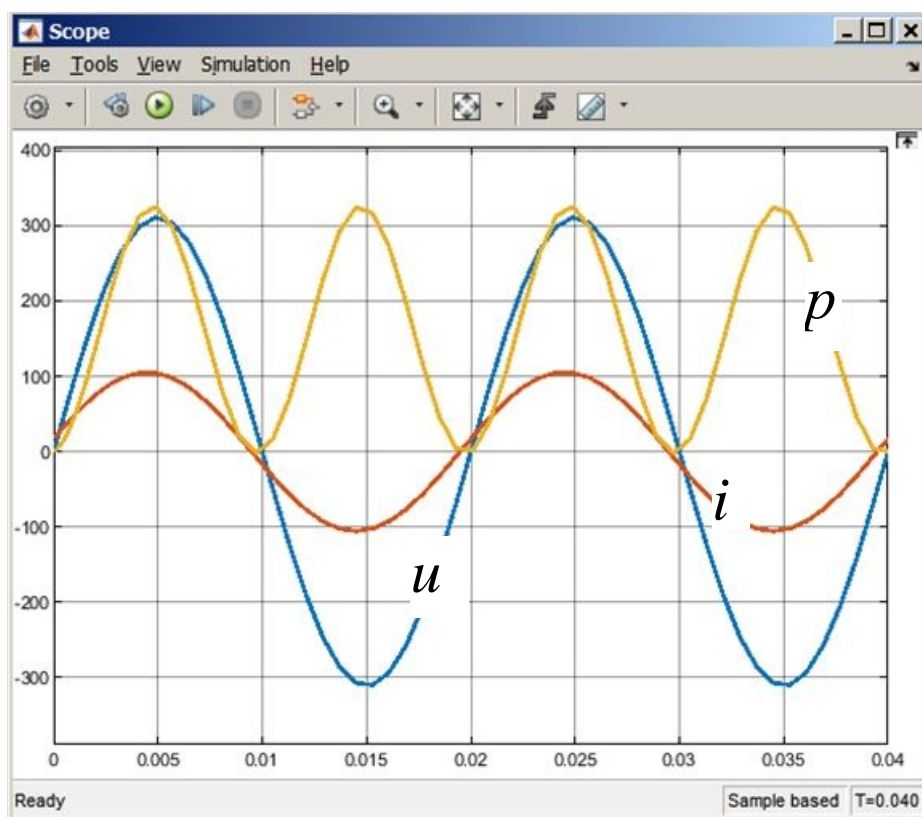 Scope
File Tools View Simulation Help
400
300
200
100
0
-100
-200
-300
p
i
u
0 0.005 0.01 0.015 0.02 0.025 0.03 0.035 0.04
Ready Sample based T=0.040